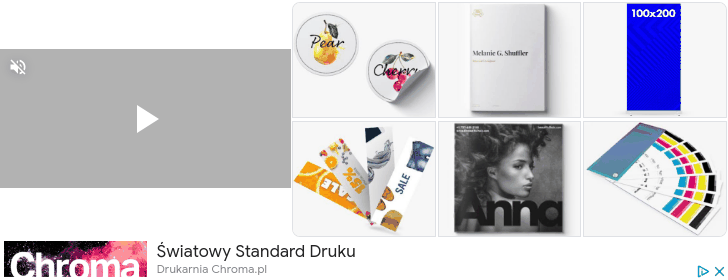 Pear
Cherry
Melanie G. Shuffler
100x200
SALE
Anna
Chroma
Światowy Standard Druku
Drukarnia Chroma.pl